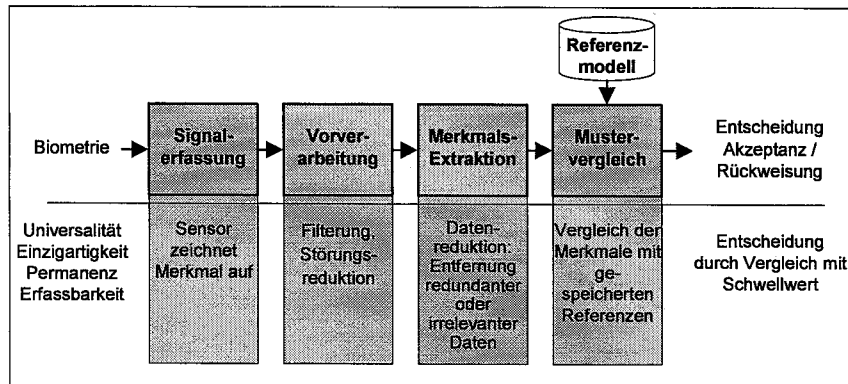 Referenz-
modell
Biometrie
Signal-
erfassung
Vorver-
arbeitung
Merkmals-
Extraktion
Muster-
vergleich
Entscheidung
Akzeptanz /
Rückweisung
Universalität
Einzigartigkeit
Permanenz
Erfassbarkeit
Sensor
zeichnet
Merkmal auf
Filterung,
Störungs-
reduktion
Daten-
reduktion:
Entfernung
redundanter
oder
irrelevanter
Daten
Vergleich der
Merkmale mit
ge-
speicherten
Referenzen
Entscheidung
durch Vergleich mit
Schwellwert